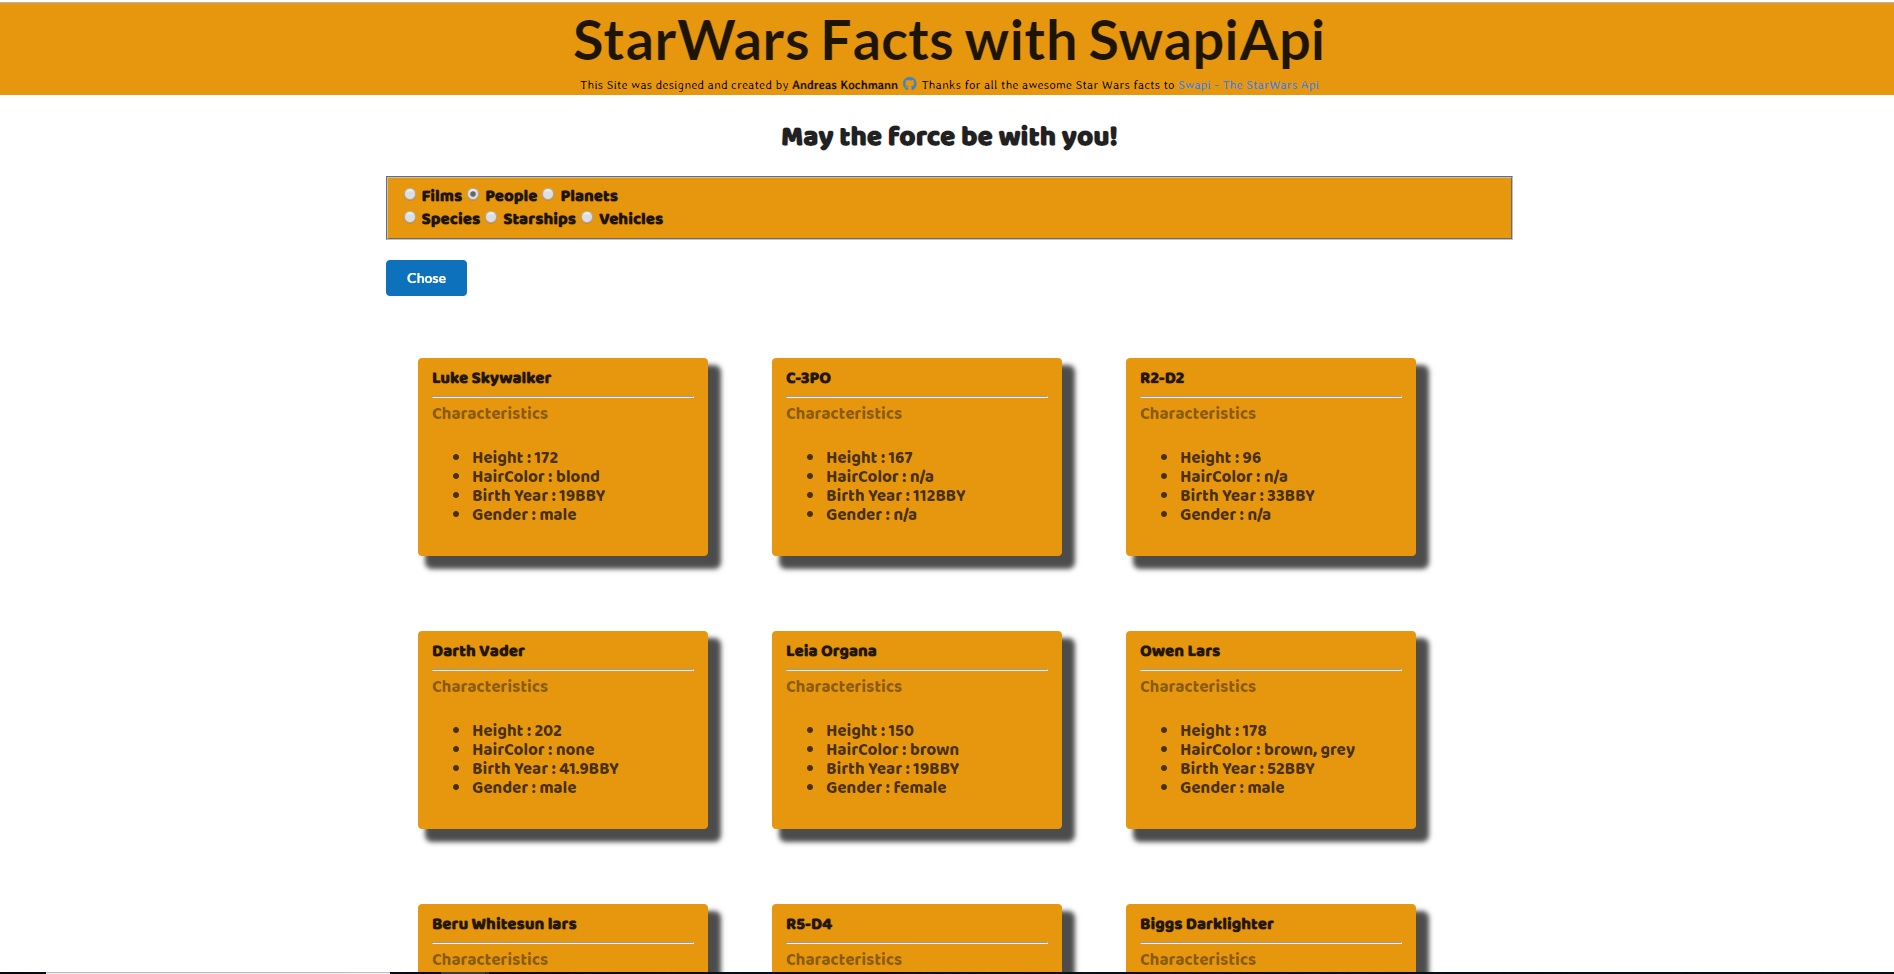 StarWars Facts with SwapiApi
This Site was designed and created by Andreas Kochmann Thanks for all the awesome Star Wars facts to Swapi - The StarWars Api
May the force be with you!
Films People Planets
Species Starships Vehicles
Chose
Luke Skywalker
Characteristics
Height : 172
HairColor : blond
Birth Year : 19BBY
Gender : male
C-3PO
Characteristics
Height : 167
HairColor : n/a
Birth Year : 112BBY
Gender : n/a
R2-D2
Characteristics
Height : 96
HairColor : n/a
Birth Year : 33BBY
Gender : n/a
Darth Vader
Characteristics
Height : 202
HairColor : none
Birth Year : 41.9BBY
Gender : male
Leia Organa
Characteristics
Height : 150
HairColor : brown
Birth Year : 19BBY
Gender : female
Owen Lars
Characteristics
Height : 178
HairColor : brown, grey
Birth Year : 52BBY
Gender : male
Beru Whitesun lars
Characteristics
R5-D4
Characteristics
Biggs Darklighter
Characteristics